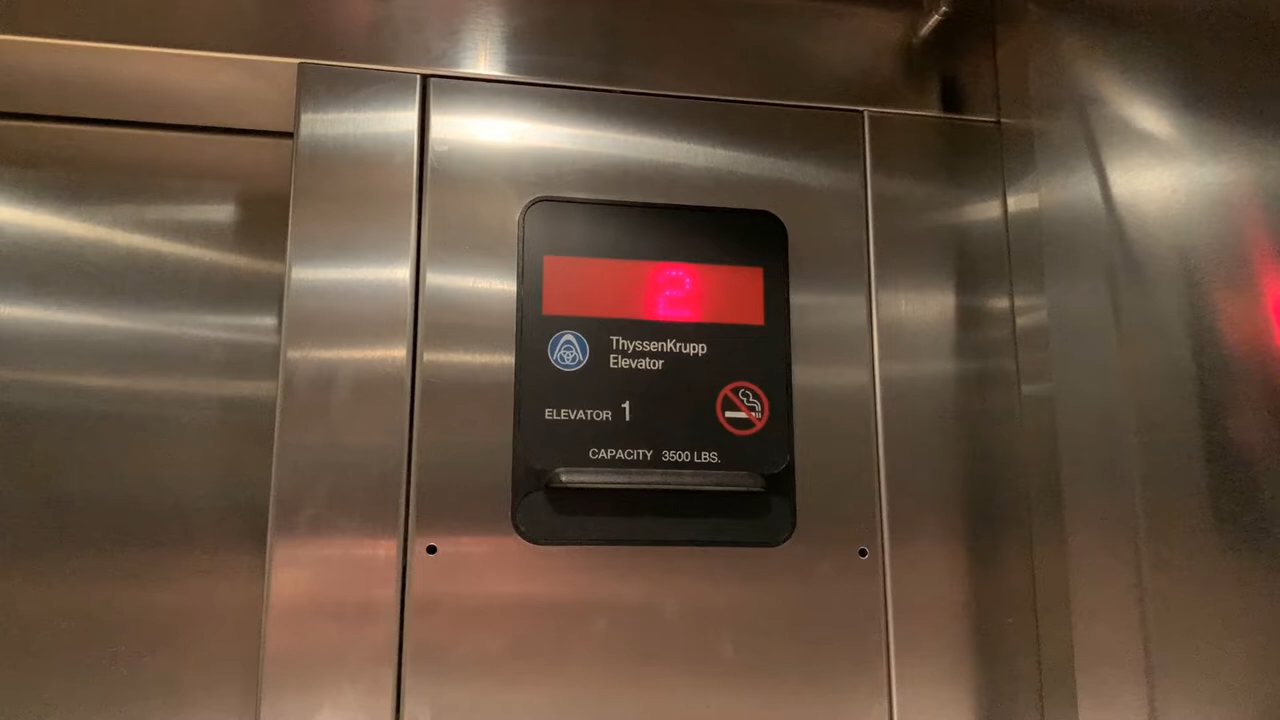 2
ThyssenKrupp
Elevator
ELEVATOR 1
CAPACITY 3500 LBS.